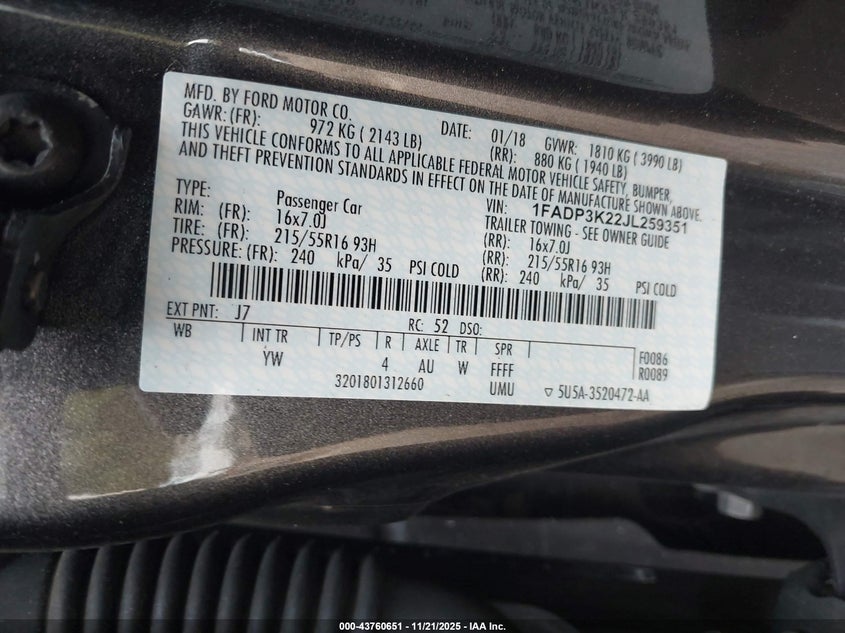 MFD. BY FORD MOTOR CO. DATE: 01/18 GVWR: 1810 KG ( 3990 LB)
GAWR: (FR): 972 KG ( 2143 LB) (RR): 880 KG ( 1940 LB)
THIS VEHICLE CONFORMS TO ALL APPLICABLE FEDERAL MOTOR VEHICLE SAFETY, BUMPER,
AND THEFT PREVENTION STANDARDS IN EFFECT ON THE DATE OF MANUFACTURE SHOWN ABOVE.
VIN: 1FADP3K22JL259351
TYPE: Passenger Car TRAILER TOWING - SEE OWNER GUIDE
RIM: (FR): 16x7.0J (RR): 16x7.0J
TIRE: (FR): 215/55R16 93H (RR): 215/55R16 93H
PRESSURE: (FR): 240 kPa/ 35 PSI COLD (RR): 240 kPa/ 35 PSI COLD
EXT PNT: J7 RC: 52 DSO:
WB INT TR TP/PS R AXLE TR SPR F0086
YW 4 AU W FFFF R0089
3201801312660 UMU ▽ 5U5A-3520472-AA
000-43760651 - 11/21/2025 - IAA Inc.